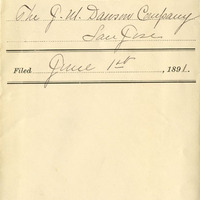 The J. M. Dawson Company
San Jose
Filed June 1st, 1891.